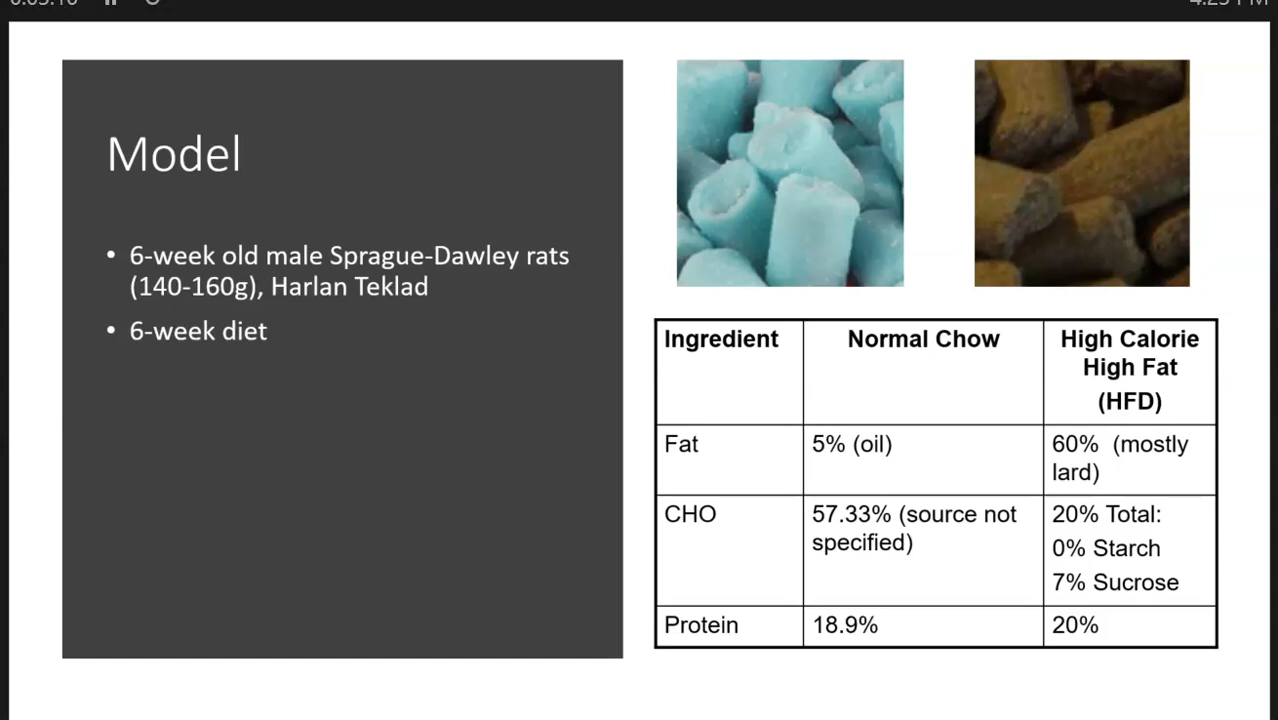 Model
• 6-week old male Sprague-Dawley rats
(140-160g), Harlan Teklad
• 6-week diet
Ingredient Normal Chow High Calorie
High Fat
(HFD)
Fat 5% (oil) 60% (mostly
lard)
CHO 57.33% (source not 20% Total:
specified) 0% Starch
7% Sucrose
Protein 18.9% 20%